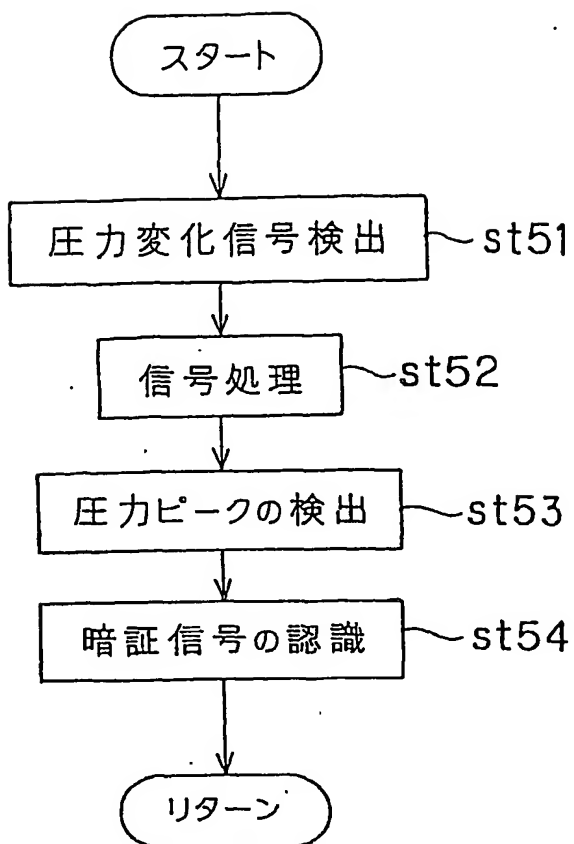 スタート
圧力変化信号検出 st51
信号処理 st52
圧力ピークの検出 st53
暗証信号の認識 st54
リターン